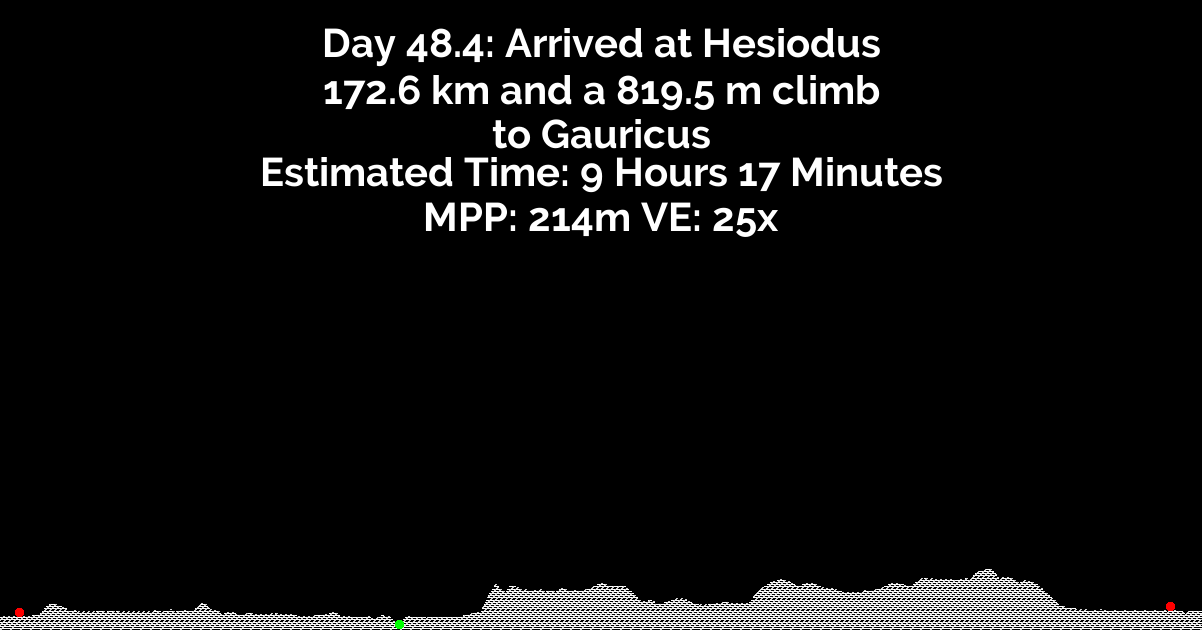 Day 48.4: Arrived at Hesiodus
172.6 km and a 819.5 m climb
to Gauricus
Estimated Time: 9 Hours 17 Minutes
MPP: 214m VE: 25x